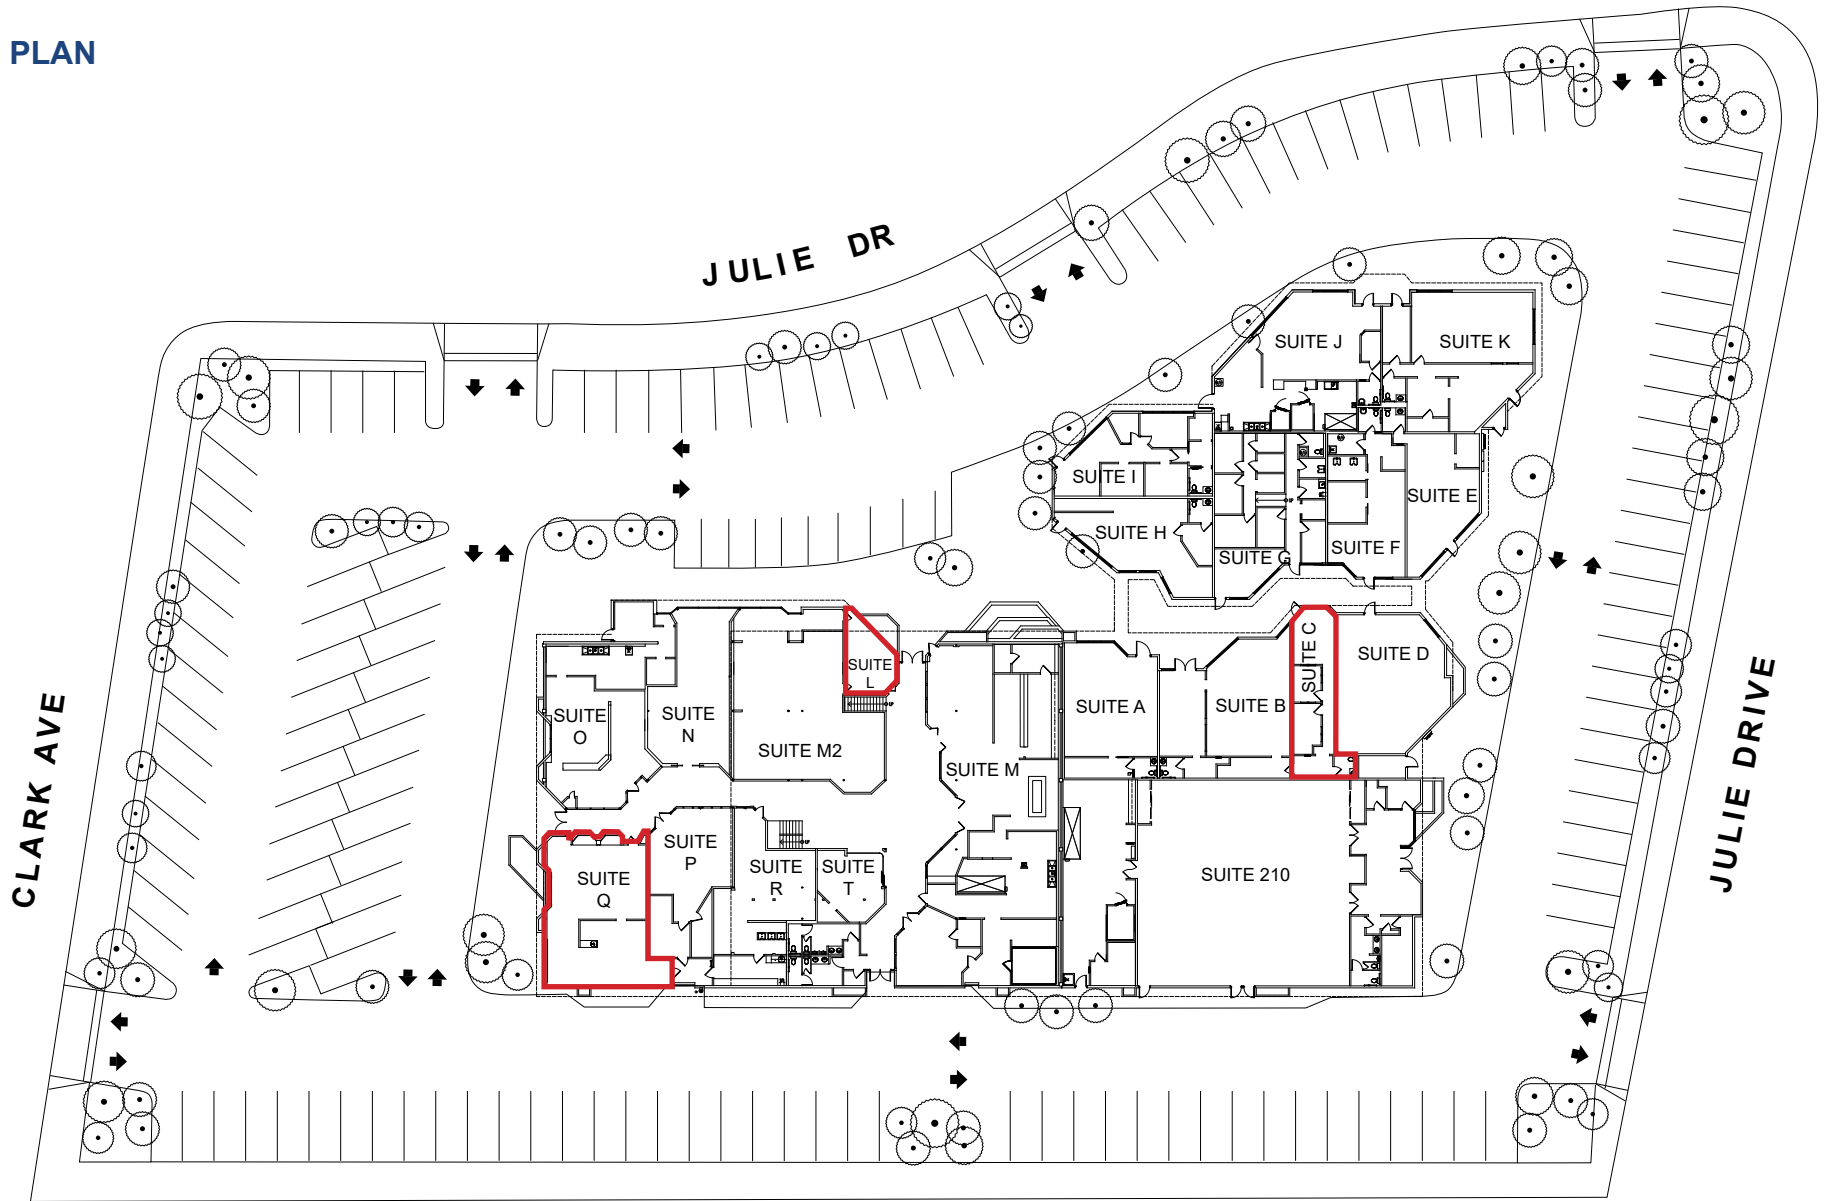 PLAN
JULIE DR
SUITE J
SUITE K
SUITE I
SUITE E
SUITE H
SUITE F
SUITE G
SUITE
L
SUITE C
SUITE D
SUITE A
SUITE B
SUITE
O
SUITE
N
SUITE M2
SUITE M
CLARK AVE
JULIE DRIVE
SUITE
P
SUITE
Q
SUITE
R
SUITE
T
SUITE 210